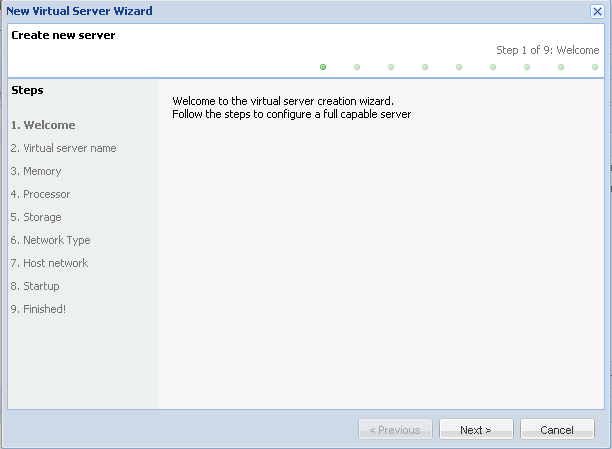 New Virtual Server Wizard
Create new server
Step 1 of 9: Welcome
Steps
1. Welcome
2. Virtual server name
3. Memory
4. Processor
5. Storage
6. Network Type
7. Host network
8. Startup
9. Finished!
Welcome to the virtual server creation wizard.
Follow the steps to configure a full capable server
< Previous
Next >
Cancel